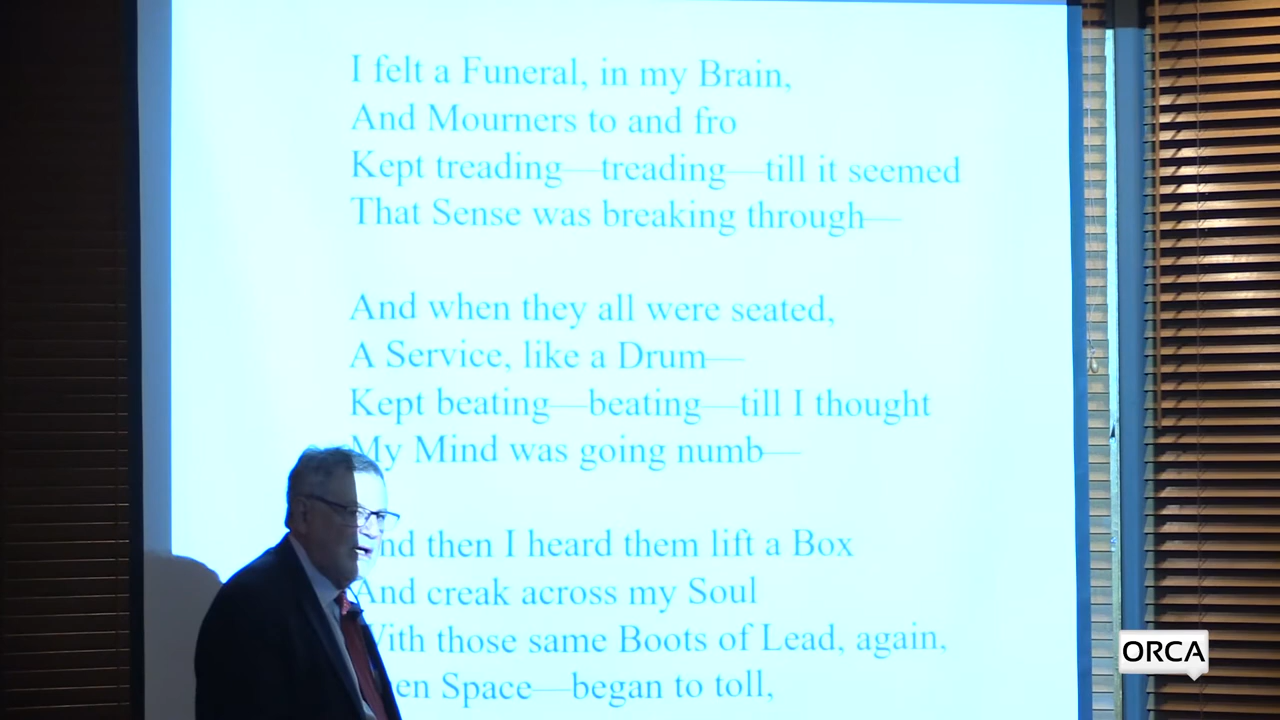 I felt a Funeral, in my Brain,
And Mourners to and fro
Kept treading—treading—till it seemed
That Sense was breaking through—
And when they all were seated,
A Service, like a Drum—
Kept beating—beating—till I thought
My Mind was going numb—
nd then I heard them lift a Box
And creak across my Soul
With those same Boots of Lead, again,
en Space—began to toll,
ORCA